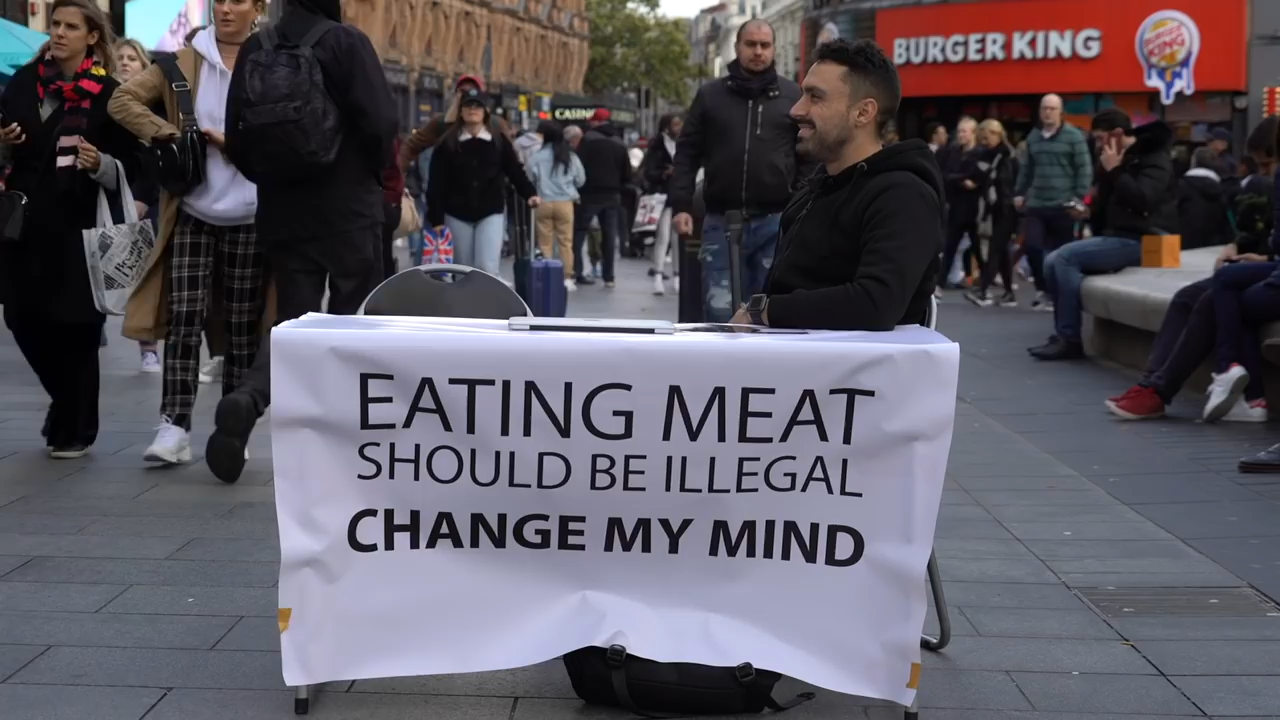 BURGER KING
BURGER
KING
CASINO
EATING MEAT
SHOULD BE ILLEGAL
CHANGE MY MIND